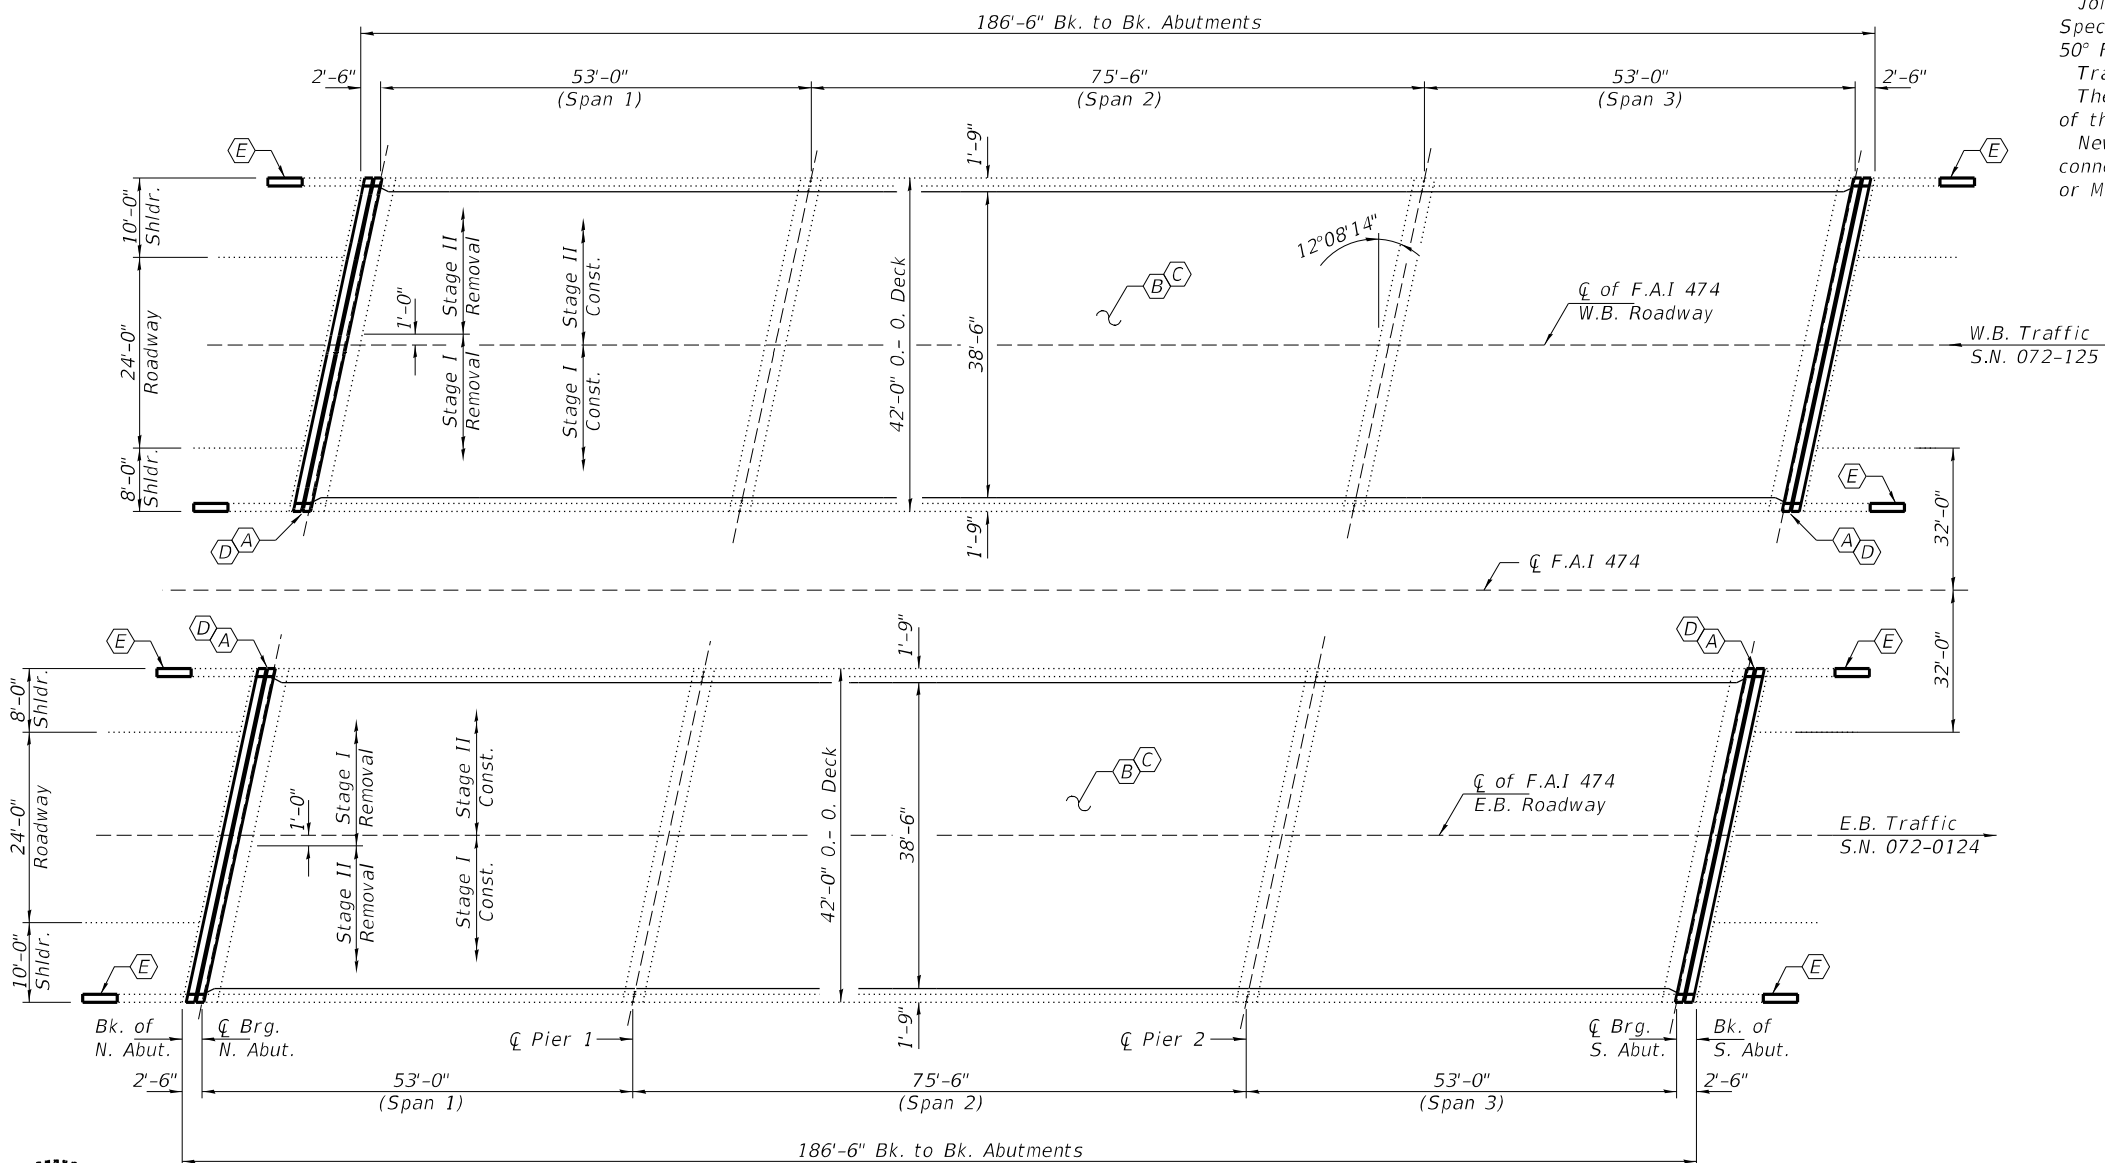 186'-6" Bk. to Bk. Abutments
2'-6"
53'-0"
(Span 1)
75'-6"
(Span 2)
53'-0"
(Span 3)
2'-6"
Spec
50°
of th
New
conn
or M
E
1'-9"
E
10'-0"
Shldr.
24'-0"
Roadway
8'-0"
Shldr.
Stage II
Removal
Stage II
Const.
1'-0"
Stage I
Removal
Stage I
Const.
42'-0" O.- O. Deck
38'-6"
B C
12°08'14"
℄ of F.A.I 474
W.B. Roadway
W.B. Traffic
S.N. 072-125
D A
1'-9"
E
A D
32'-0"
℄ F.A.I 474
32'-0"
E
D A
1'-9"
D A
E
8'-0"
Shldr.
24'-0"
Roadway
10'-0"
Shldr.
Stage I
Removal
Stage II
Const.
1'-0"
Stage II
Removal
Stage I
Const.
42'-0" O.- O. Deck
38'-6"
B C
℄ of F.A.I 474
E.B. Roadway
E.B. Traffic
S.N. 072-0124
E
E
Bk. of
N. Abut.
℄ Brg.
N. Abut.
℄ Pier 1
1'-9"
℄ Pier 2
℄ Brg.
S. Abut.
Bk. of
S. Abut.
2'-6"
53'-0"
(Span 1)
75'-6"
(Span 2)
53'-0"
(Span 3)
2'-6"
186'-6" Bk. to Bk. Abutments